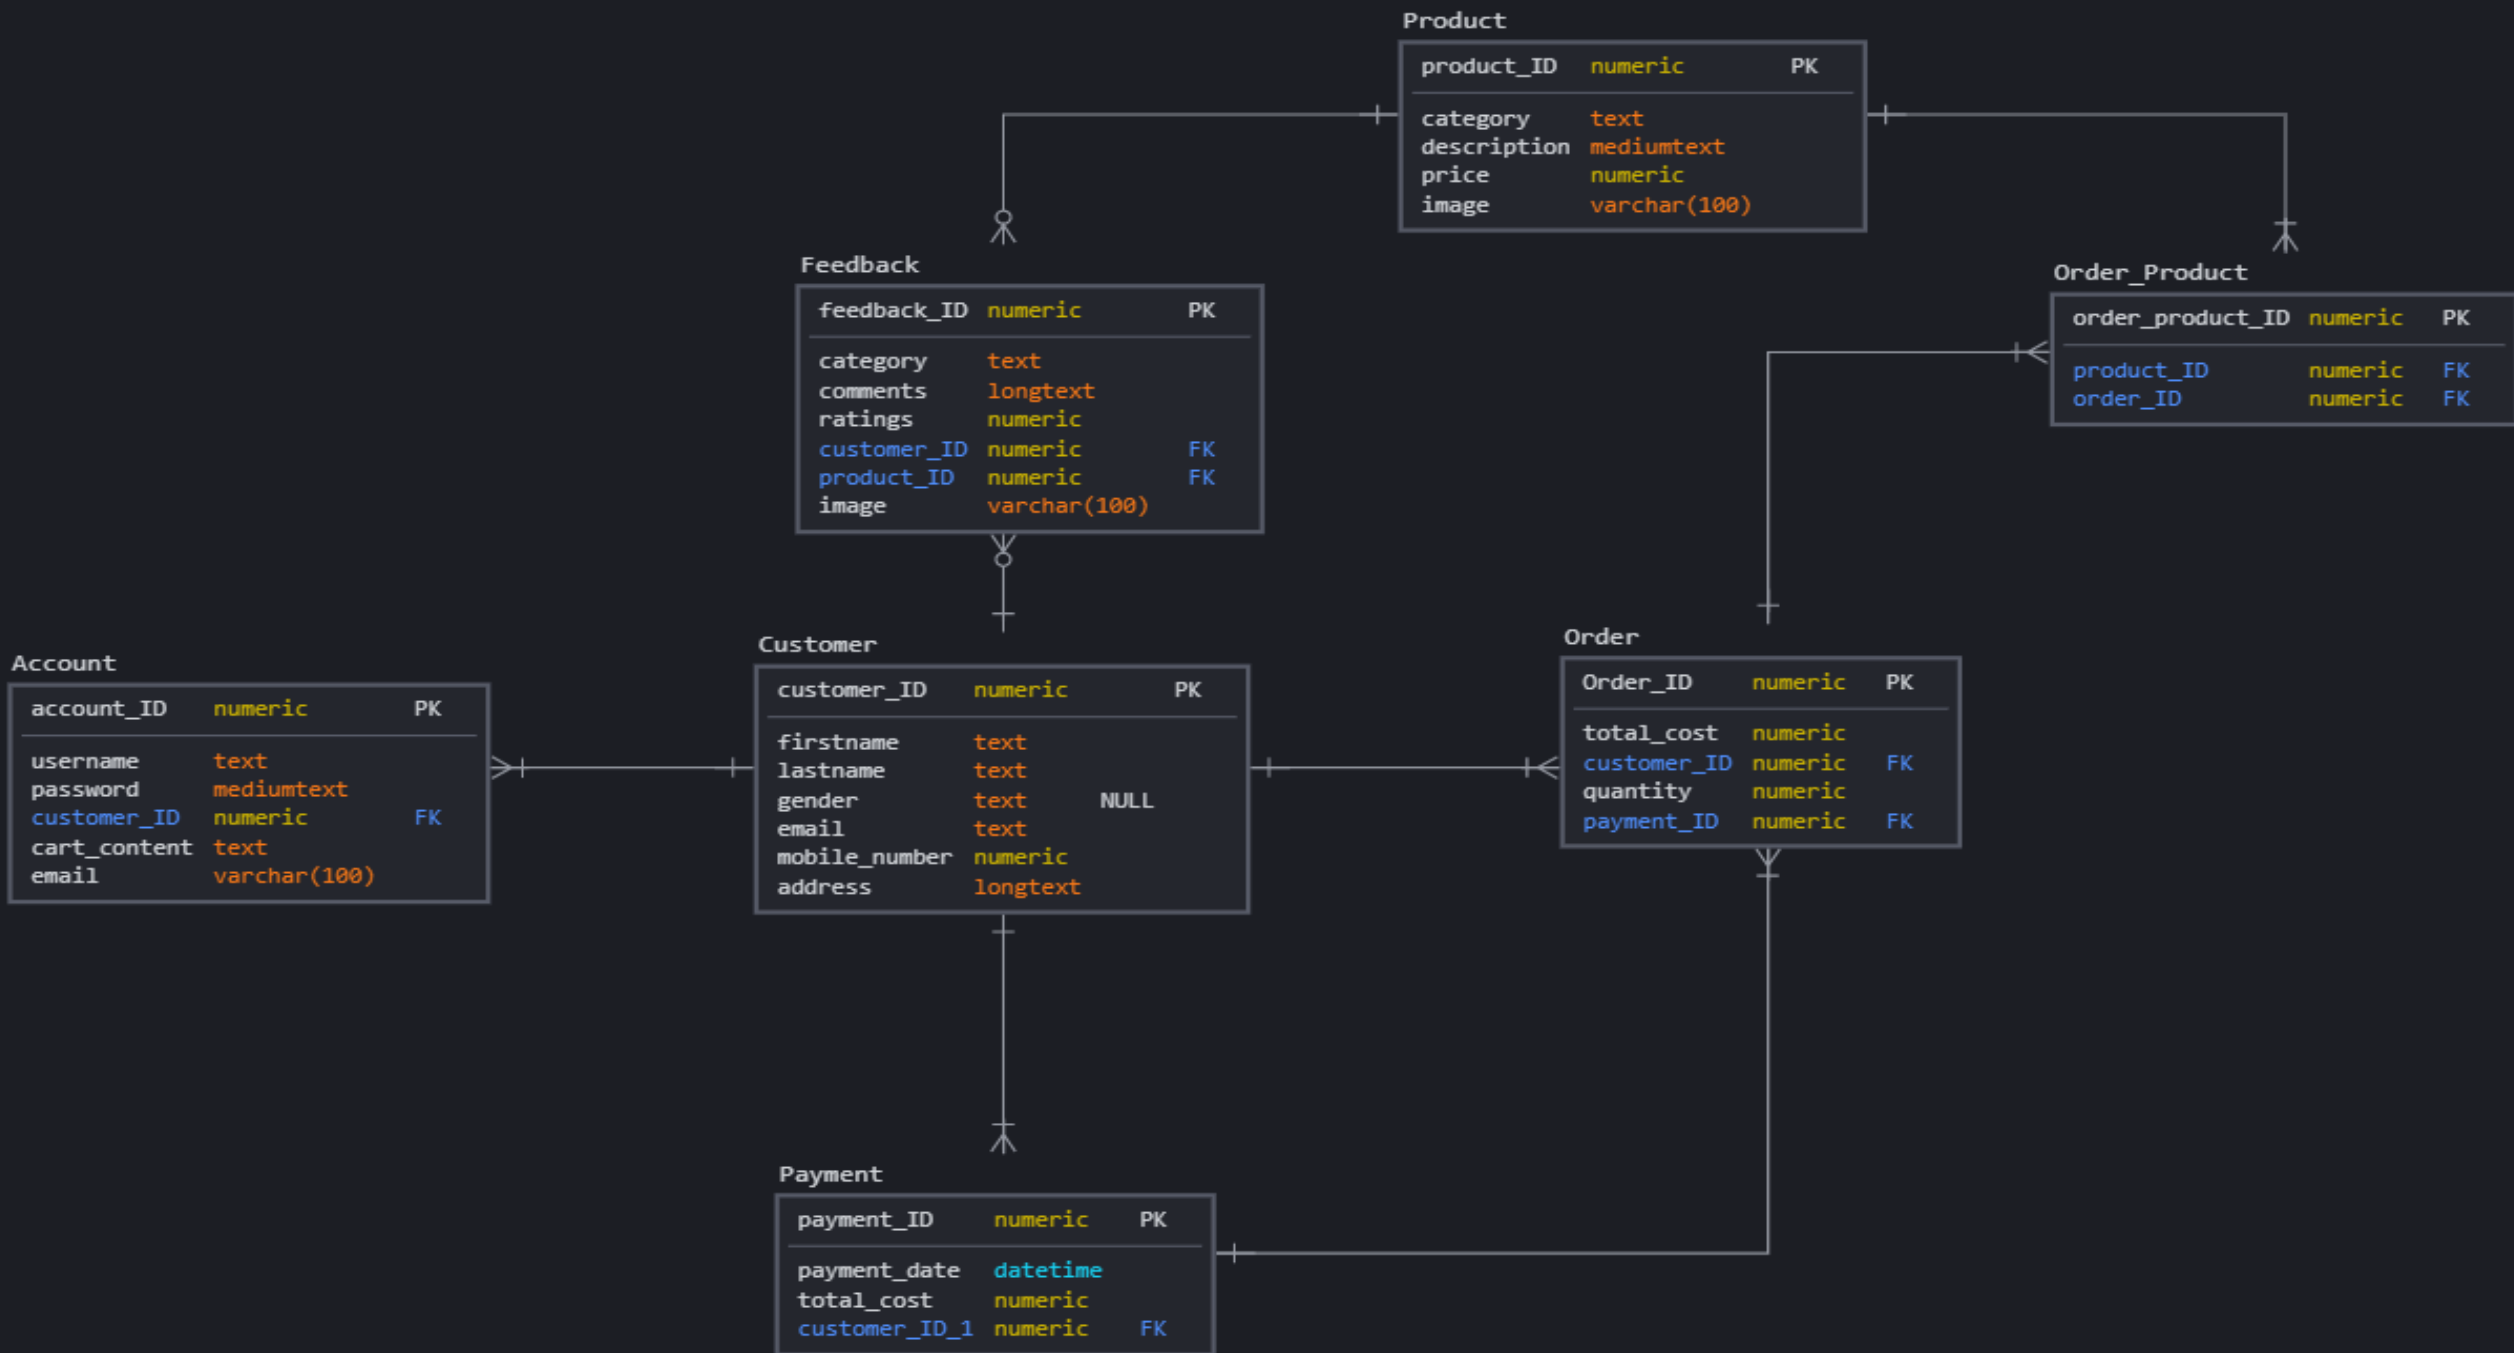 Product
product_ID numeric PK
category text
description mediumtext
price numeric
image varchar(100)
Feedback
feedback_ID numeric PK
category text
comments longtext
ratings numeric
customer_ID numeric FK
product_ID numeric FK
image varchar(100)
Order_Product
order_product_ID numeric PK
product_ID numeric FK
order_ID numeric FK
Account
account_ID numeric PK
username text
password mediumtext
customer_ID numeric FK
cart_content text
email varchar(100)
Customer
customer_ID numeric PK
firstname text
lastname text
gender text NULL
email text
mobile_number numeric
address longtext
Order
Order_ID numeric PK
total_cost numeric
customer_ID numeric FK
quantity numeric
payment_ID numeric FK
Payment
payment_ID numeric PK
payment_date datetime
total_cost numeric
customer_ID_1 numeric FK